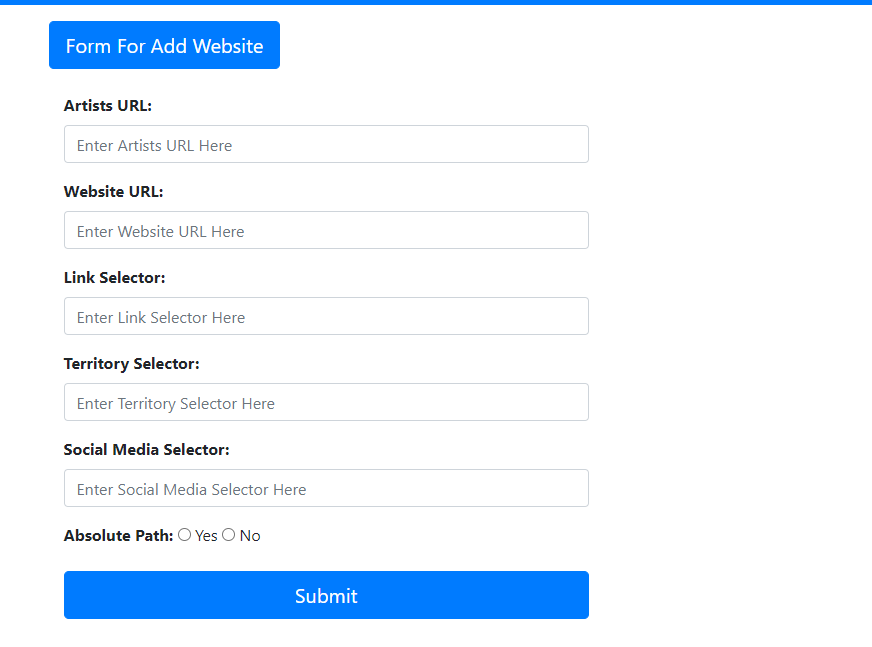 Form For Add Website
Artists URL:
Enter Artists URL Here
Website URL:
Enter Website URL Here
Link Selector:
Enter Link Selector Here
Territory Selector:
Enter Territory Selector Here
Social Media Selector:
Enter Social Media Selector Here
Absolute Path: Yes No
Submit